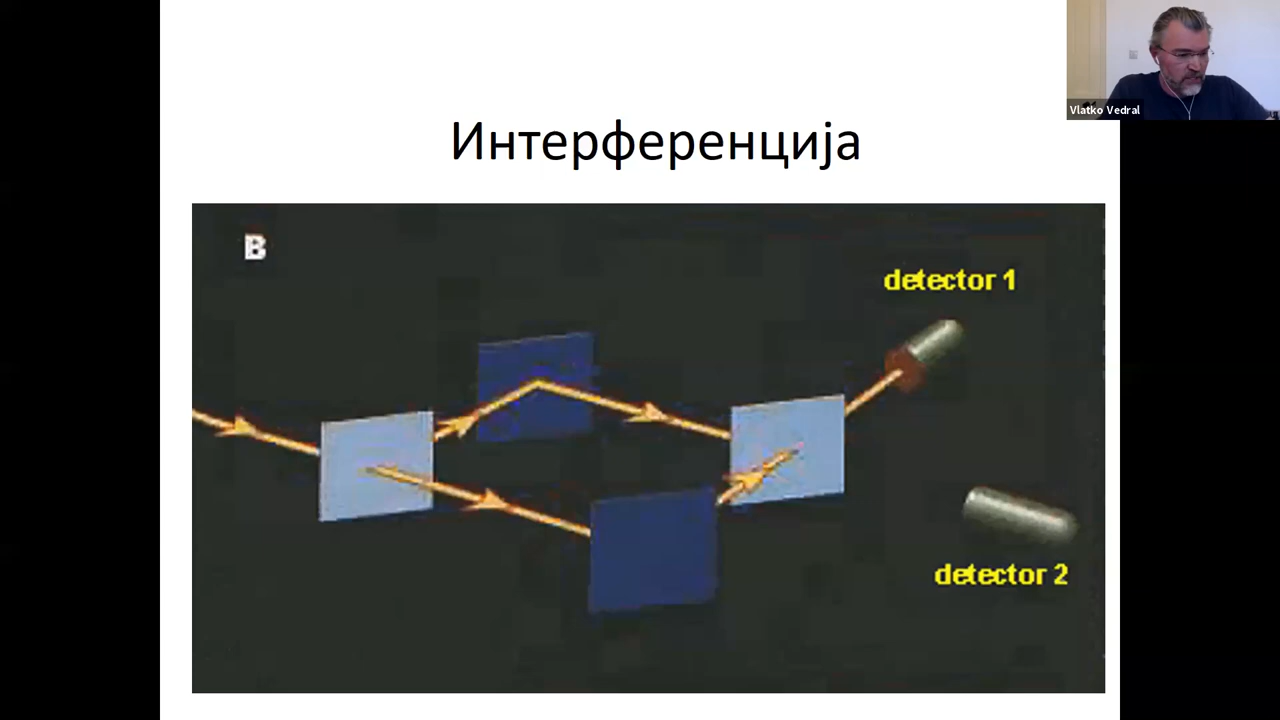 Vlatko Vedral
Интерференција
B
detector 1
detector 2